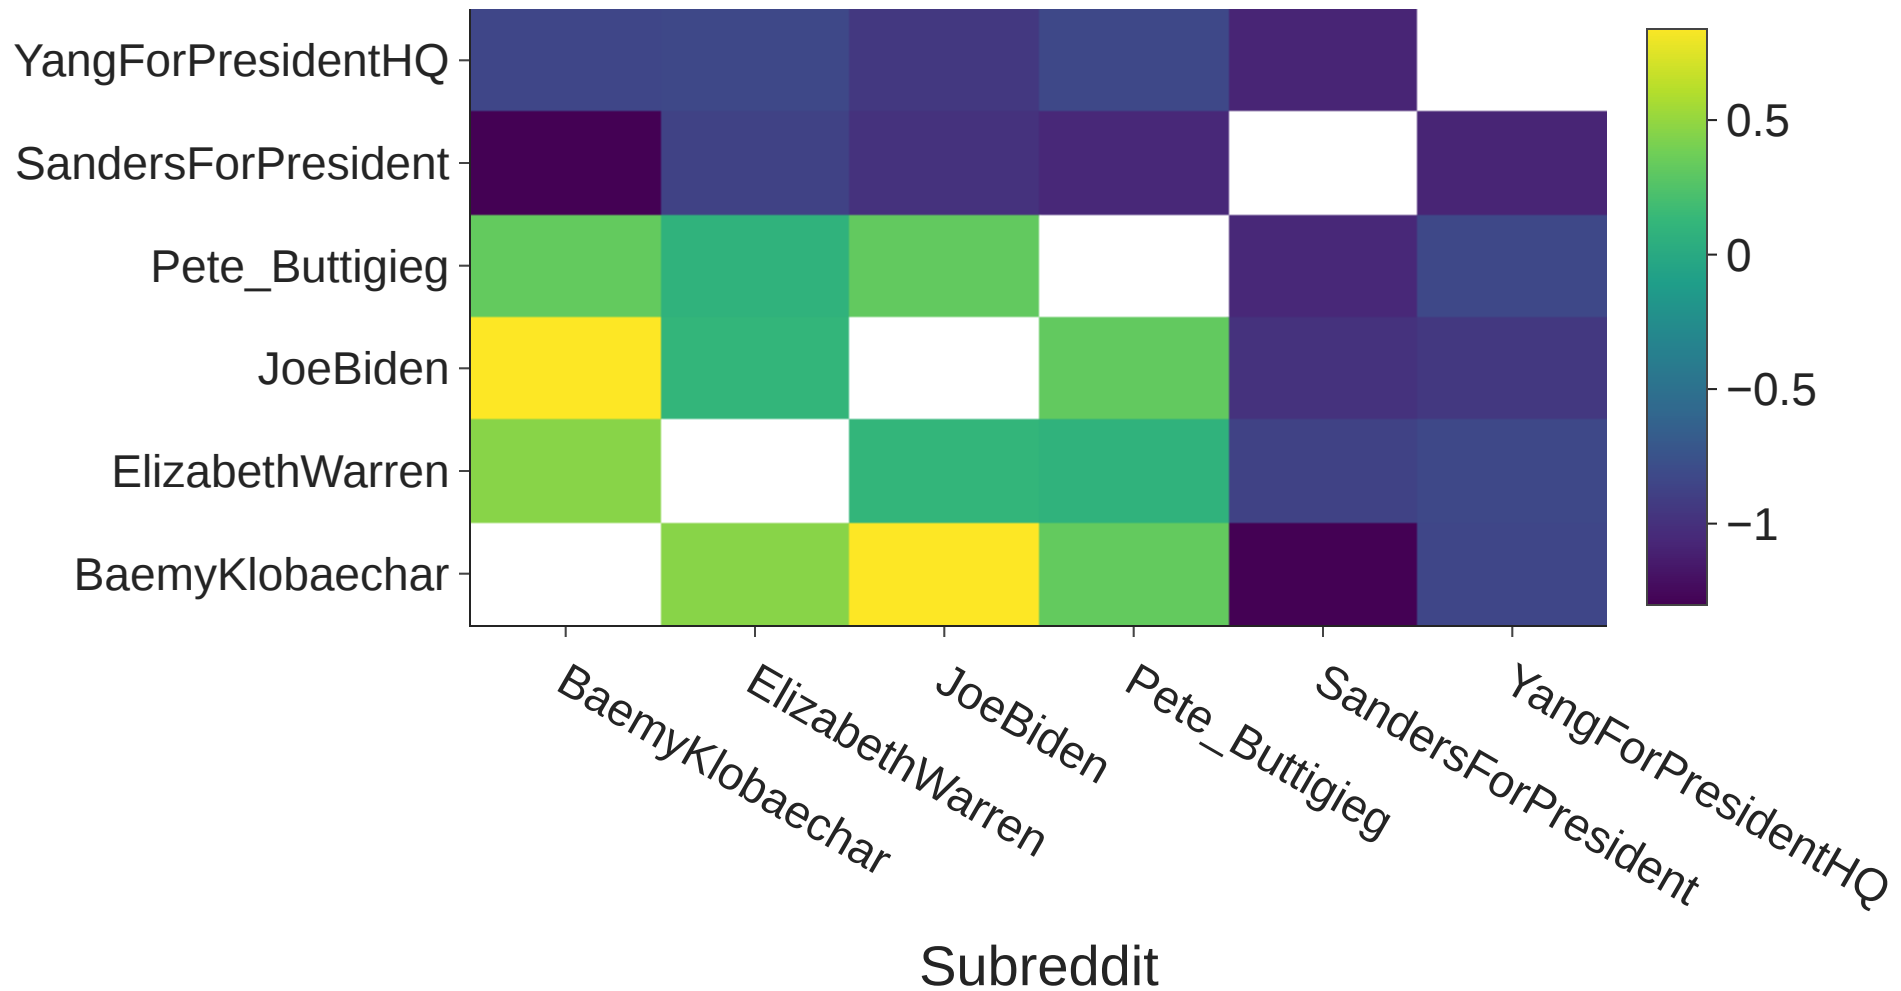 YangForPresidentHQ
SandersForPresident
Pete_Buttigieg
JoeBiden
ElizabethWarren
BaemyKlobaechar
0.5
0
−0.5
−1
BaemyKlobaechar
ElizabethWarren
JoeBiden
Pete_Buttigieg
SandersForPresident
YangForPresidentHQ
Subreddit